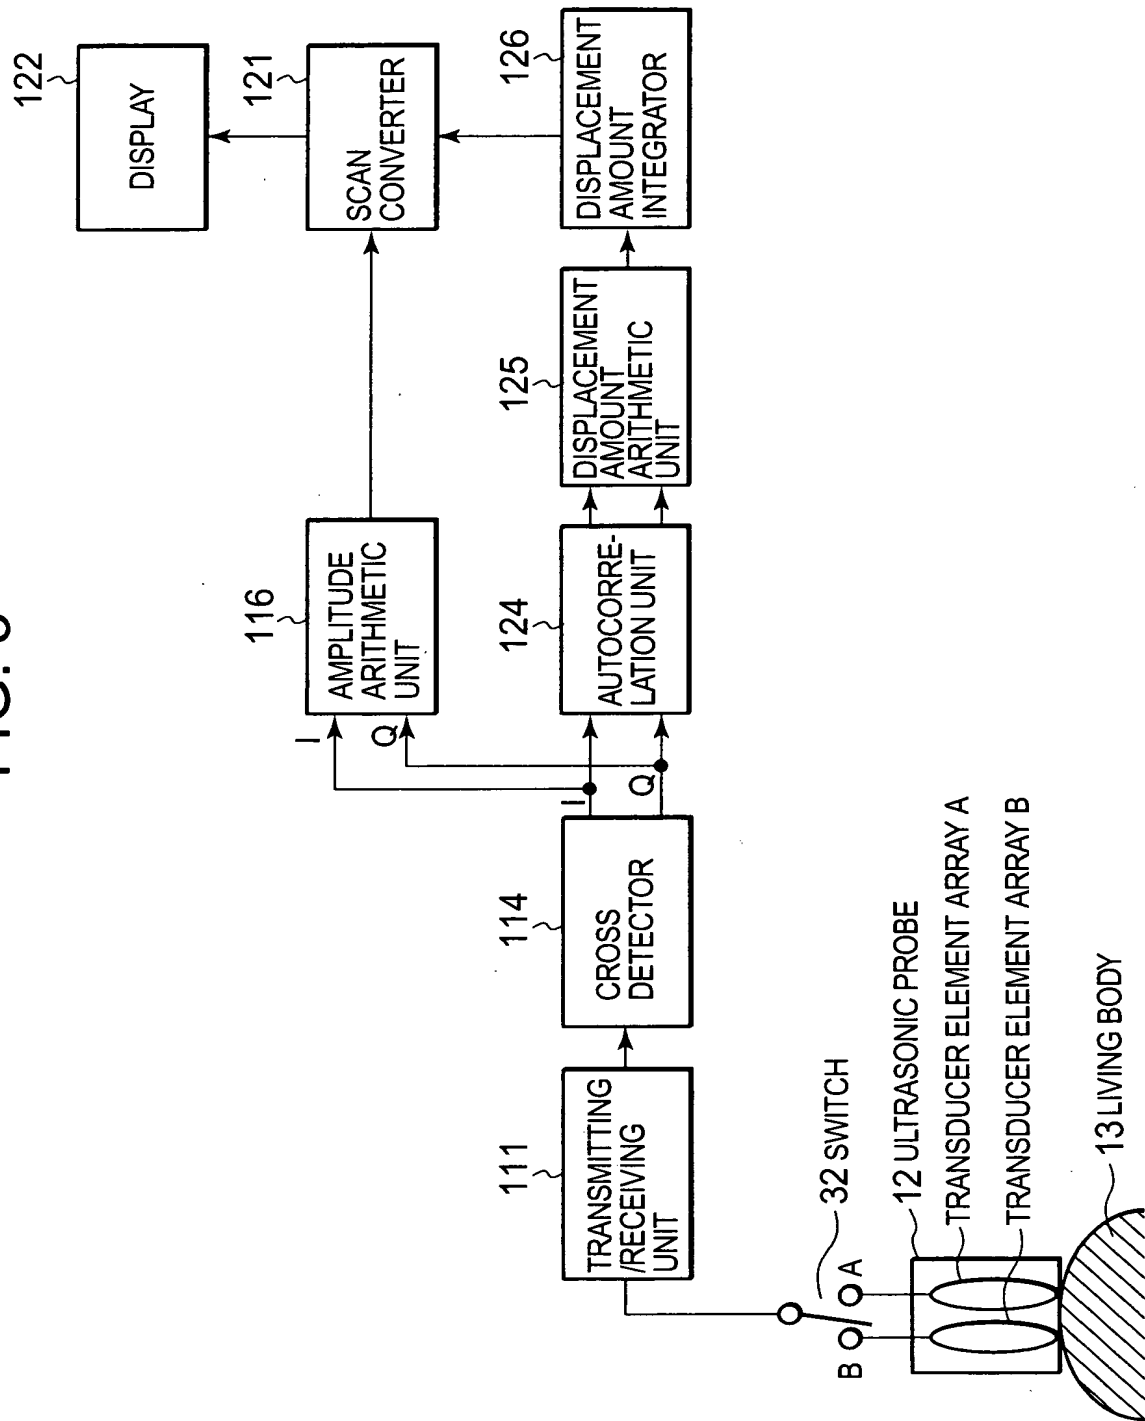 122
DISPLAY
121
SCAN
CONVERTER
126
DISPLACEMENT
AMOUNT
INTEGRATOR
125
DISPLACEMENT
AMOUNT
ARITHMETIC
UNIT
116
AMPLITUDE
ARITHMETIC
UNIT
I
Q
124
AUTOCORRE-
LATION UNIT
I
Q
114
CROSS
DETECTOR
111
TRANSMITTING
/RECEIVING
UNIT
32 SWITCH
A
B
12 ULTRASONIC PROBE
TRANSDUCER ELEMENT ARRAY A
TRANSDUCER ELEMENT ARRAY B
13 LIVING BODY